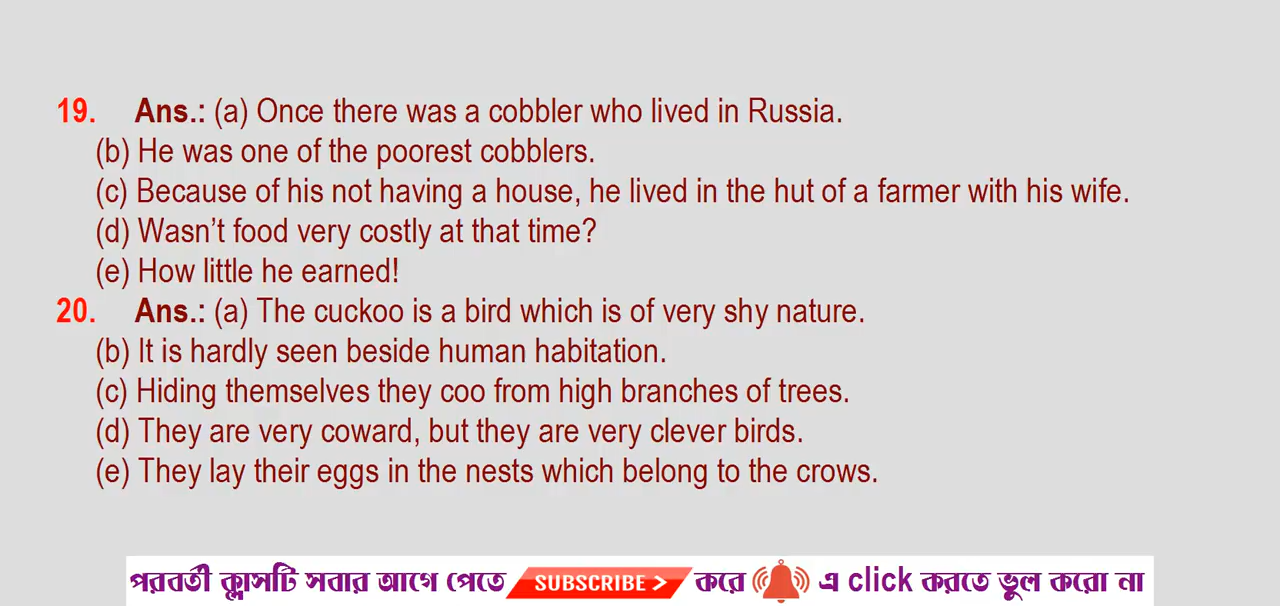 19. Ans.: (a) Once there was a cobbler who lived in Russia.
(b) He was one of the poorest cobblers.
(c) Because of his not having a house, he lived in the hut of a farmer with his wife.
(d) Wasn’t food very costly at that time?
(e) How little he earned!
20. Ans.: (a) The cuckoo is a bird which is of very shy nature.
(b) It is hardly seen beside human habitation.
(c) Hiding themselves they coo from high branches of trees.
(d) They are very coward, but they are very clever birds.
(e) They lay their eggs in the nests which belong to the crows.
পরবর্তী ক্লাসটি সবার আগে পেতে SUBSCRIBE > করে এ click করতে ভুল করো না